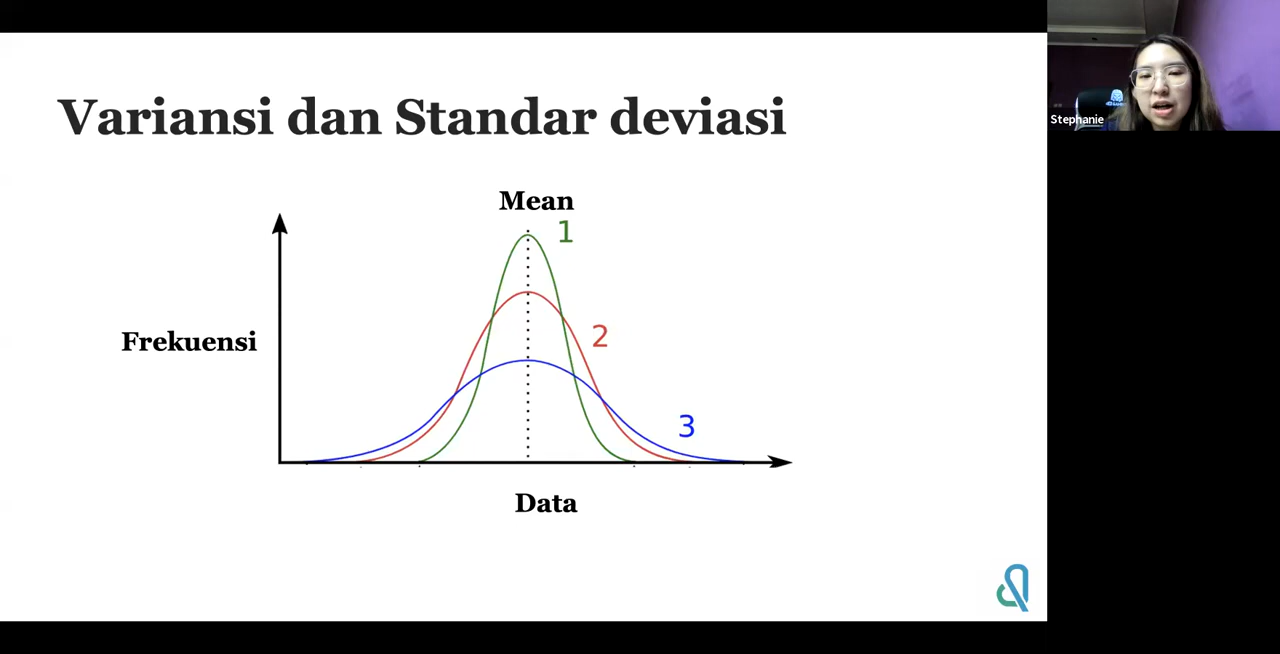 Variansi dan Standar deviasi
Stephanie
Mean
1
2
Frekuensi
3
Data